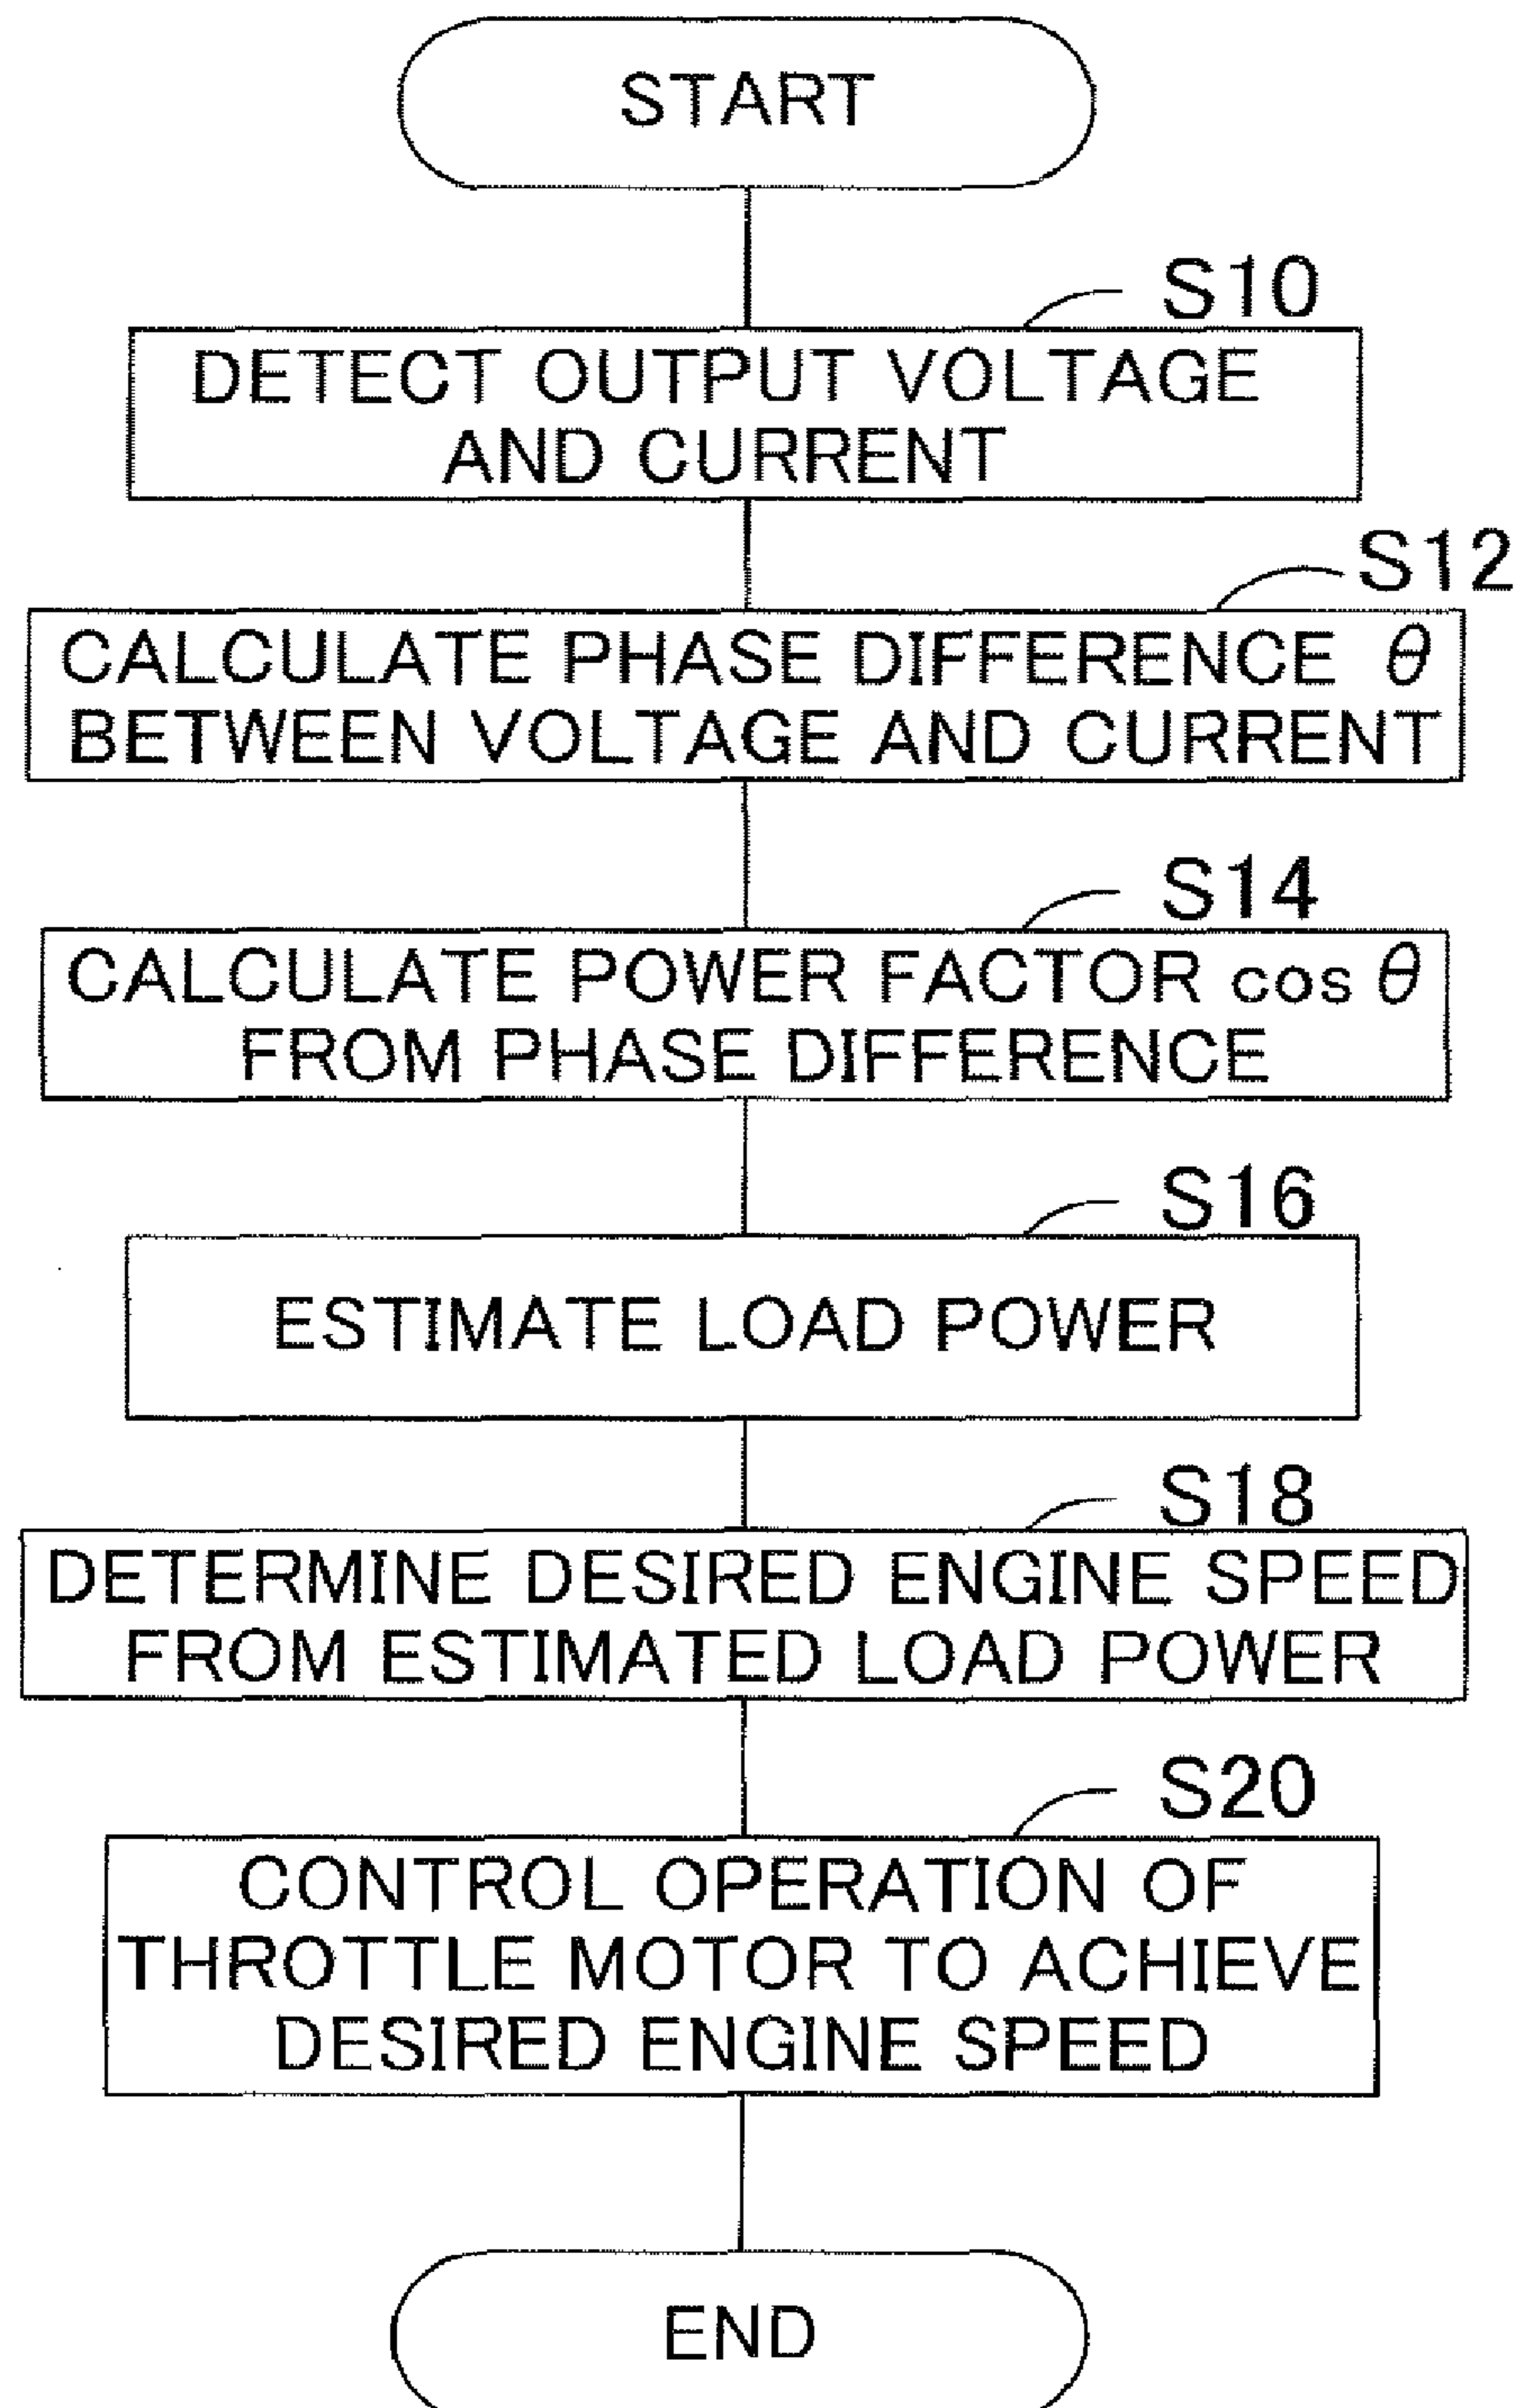 START
S10
DETECT OUTPUT VOLTAGE
AND CURRENT
S12
CALCULATE PHASE DIFFERENCE θ
BETWEEN VOLTAGE AND CURRENT
S14
CALCULATE POWER FACTOR cos θ
FROM PHASE DIFFERENCE
S16
ESTIMATE LOAD POWER
S18
DETERMINE DESIRED ENGINE SPEED
FROM ESTIMATED LOAD POWER
S20
CONTROL OPERATION OF
THROTTLE MOTOR TO ACHIEVE
DESIRED ENGINE SPEED
END